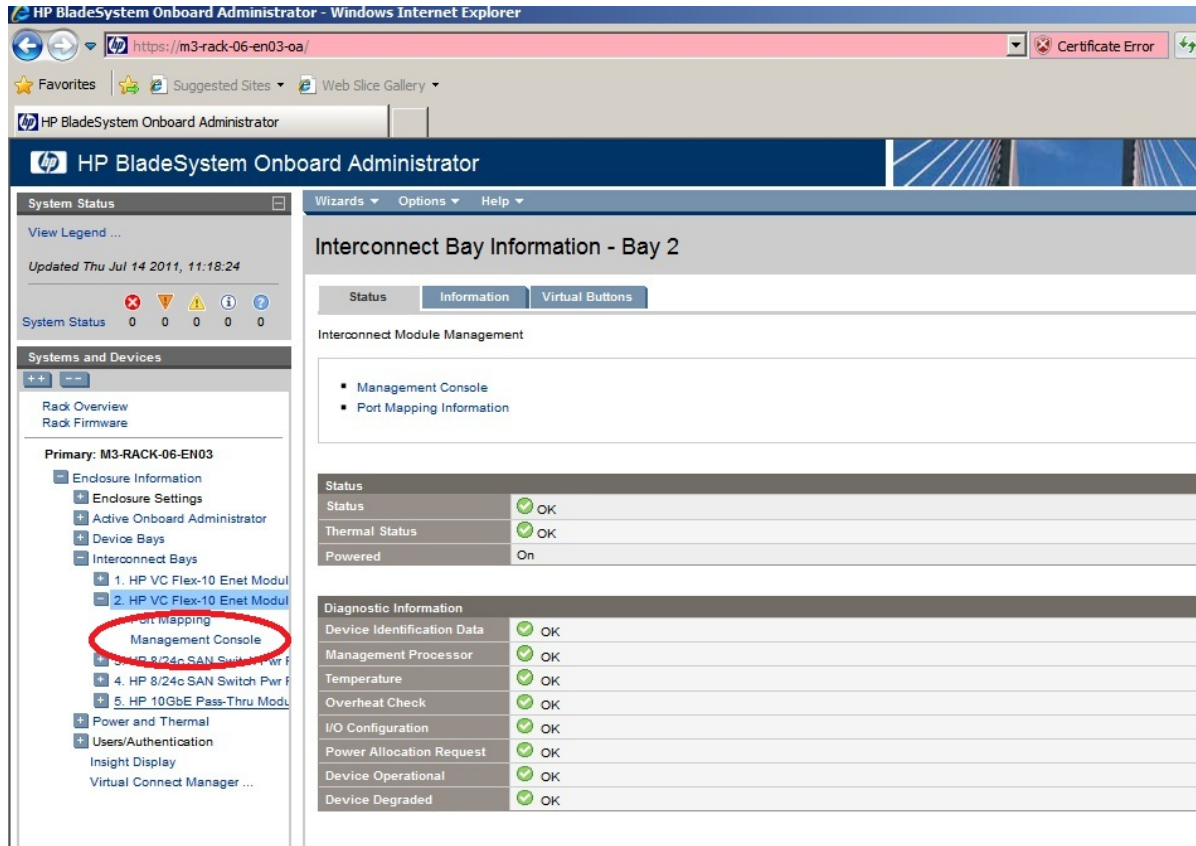 HP BladeSystem Onboard Administrator - Windows Internet Explorer
https://m3-rack-06-en03-oa/
Certificate Error
Favorites Suggested Sites Web Slice Gallery
HP BladeSystem Onboard Administrator
HP BladeSystem Onboard Administrator
System Status
View Legend ...
Updated Thu Jul 14 2011, 11:18:24
System Status 0 0 0 0 0
Systems and Devices
++ --
Rack Overview
Rack Firmware
Primary: M3-RACK-06-EN03
Enclosure Information
Enclosure Settings
Active Onboard Administrator
Device Bays
Interconnect Bays
1. HP VC Flex-10 Enet Modul
2. HP VC Flex-10 Enet Modul
Port Mapping
Management Console
3. HP 8/24c SAN Switch Pwr R
4. HP 8/24c SAN Switch Pwr R
5. HP 10GbE Pass-Thru Modu
Power and Thermal
Users/Authentication
Insight Display
Virtual Connect Manager ...
Wizards Options Help
Interconnect Bay Information - Bay 2
Status Information Virtual Buttons
Interconnect Module Management
Management Console
Port Mapping Information
Status
Status OK
Thermal Status OK
Powered On
Diagnostic Information
Device Identification Data OK
Management Processor OK
Temperature OK
Overheat Check OK
I/O Configuration OK
Power Allocation Request OK
Device Operational OK
Device Degraded OK